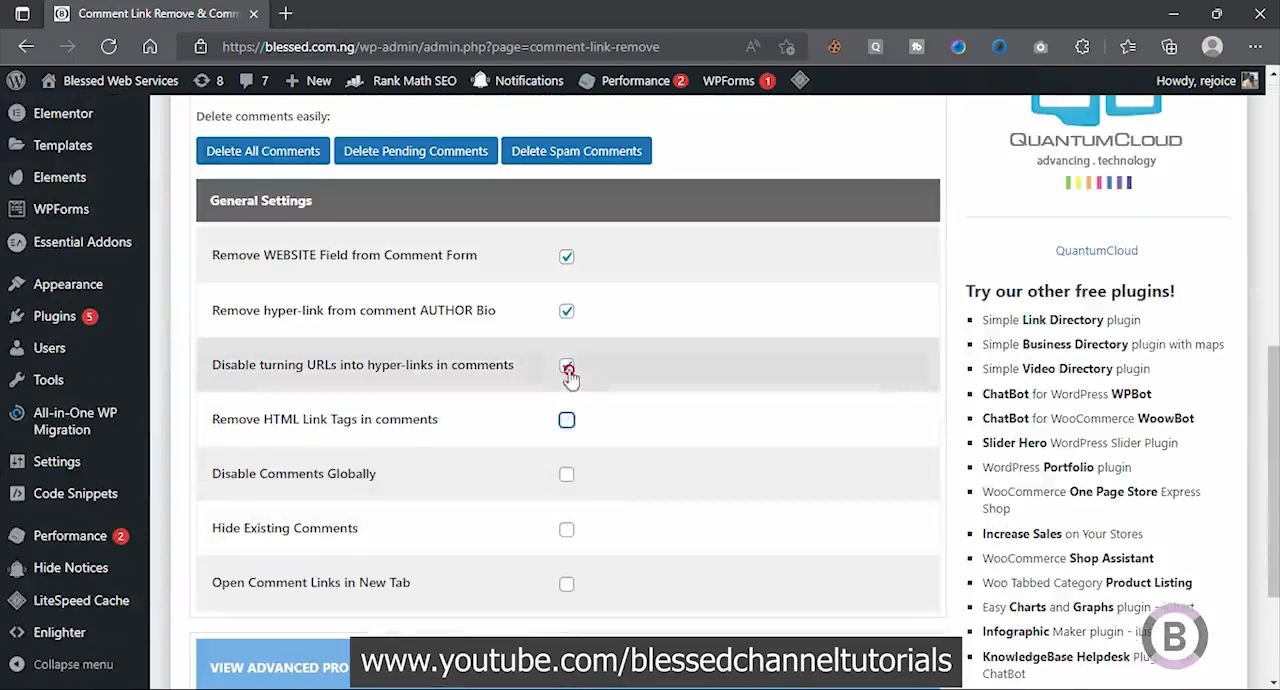 Comment Link Remove & Comm
https://blessed.com.ng/wp-admin/admin.php?page=comment-link-remove
Blessed Web Services
8
7
New
Rank Math SEO
Notifications
Performance 2
WPForms 1
Howdy, rejoice
Elementor
Templates
Elements
WPForms
Essential Addons
Appearance
Plugins 5
Users
Tools
All-in-One WP
Migration
Settings
Code Snippets
Performance 2
Hide Notices
LiteSpeed Cache
Enlighter
Collapse menu
Delete comments easily:
Delete All Comments
Delete Pending Comments
Delete Spam Comments
General Settings
Remove WEBSITE Field from Comment Form
Remove hyper-link from comment AUTHOR Bio
Disable turning URLs into hyper-links in comments
Remove HTML Link Tags in comments
Disable Comments Globally
Hide Existing Comments
Open Comment Links in New Tab
VIEW ADVANCED PRO
www.youtube.com/blessedchanneltutorials
QUANTUMCLOUD
advancing . technology
QuantumCloud
Try our other free plugins!
Simple Link Directory plugin
Simple Business Directory plugin with maps
Simple Video Directory plugin
ChatBot for WordPress WPBot
ChatBot for WooCommerce WoowBot
Slider Hero WordPress Slider Plugin
WordPress Portfolio plugin
WooCommerce One Page Store Express
Shop
Increase Sales on Your Stores
WooCommerce Shop Assistant
Woo Tabbed Category Product Listing
Easy Charts and Graphs plugin -
Infographic Maker plugin -
KnowledgeBase Helpdesk
ChatBot
B